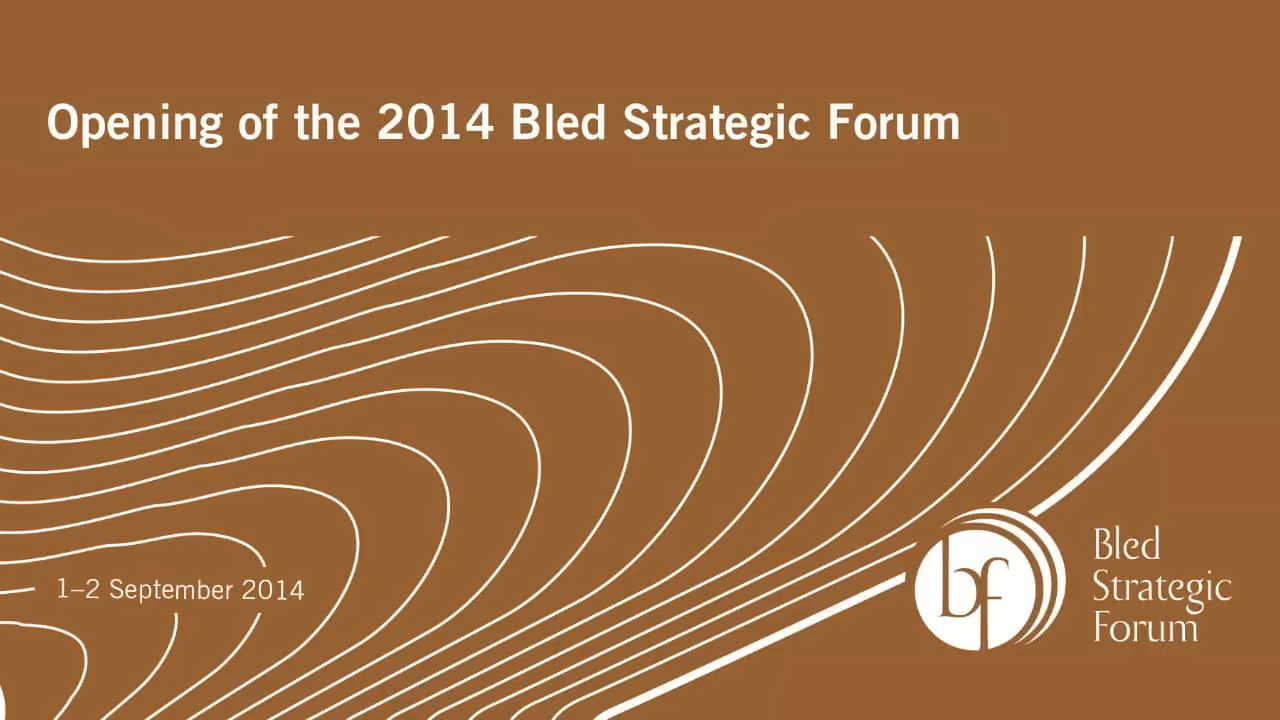 Opening of the 2014 Bled Strategic Forum
1–2 September 2014
bf
Bled
Strategic
Forum